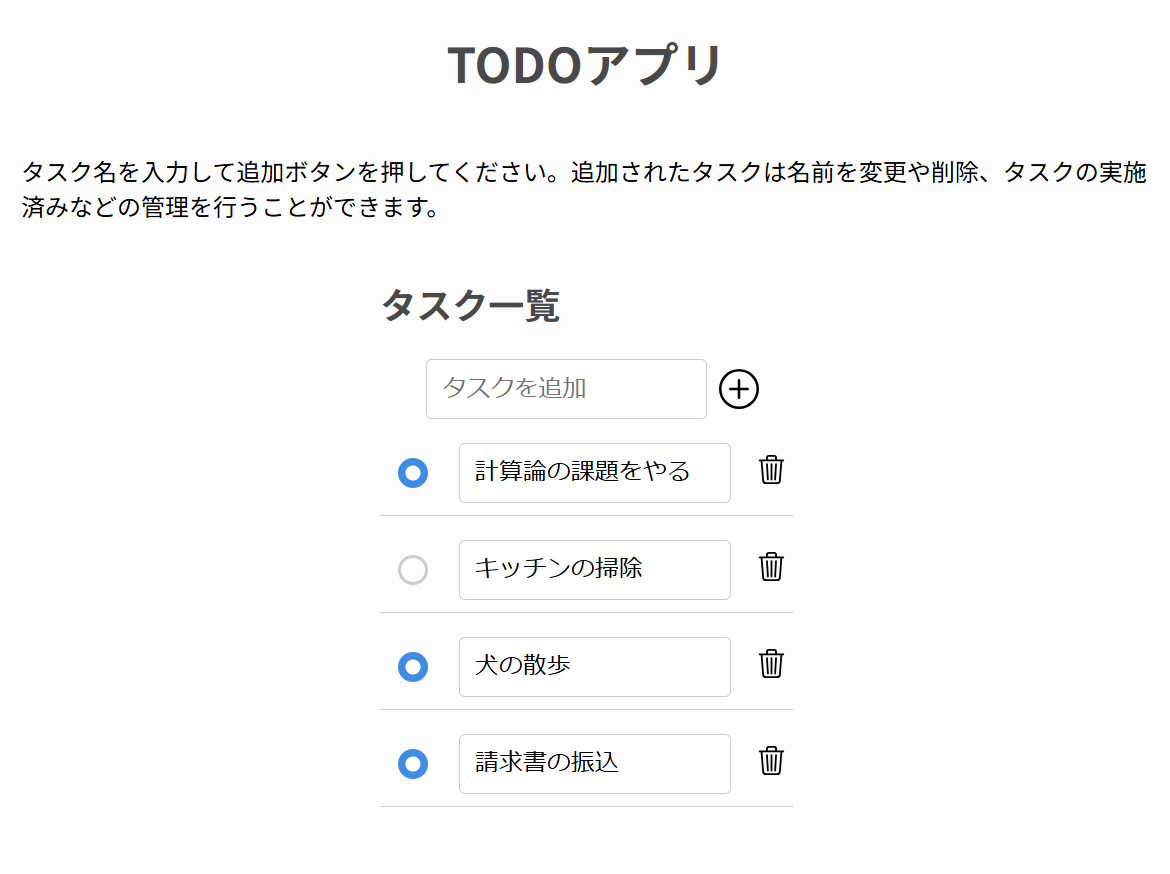 TODOアプリ
タスク名を入力して追加ボタンを押してください。追加されたタスクは名前を変更や削除、タスクの実施
済みなどの管理を行うことができます。
タスク一覧
タスクを追加
計算論の課題をやる
キッチンの掃除
犬の散歩
請求書の振込